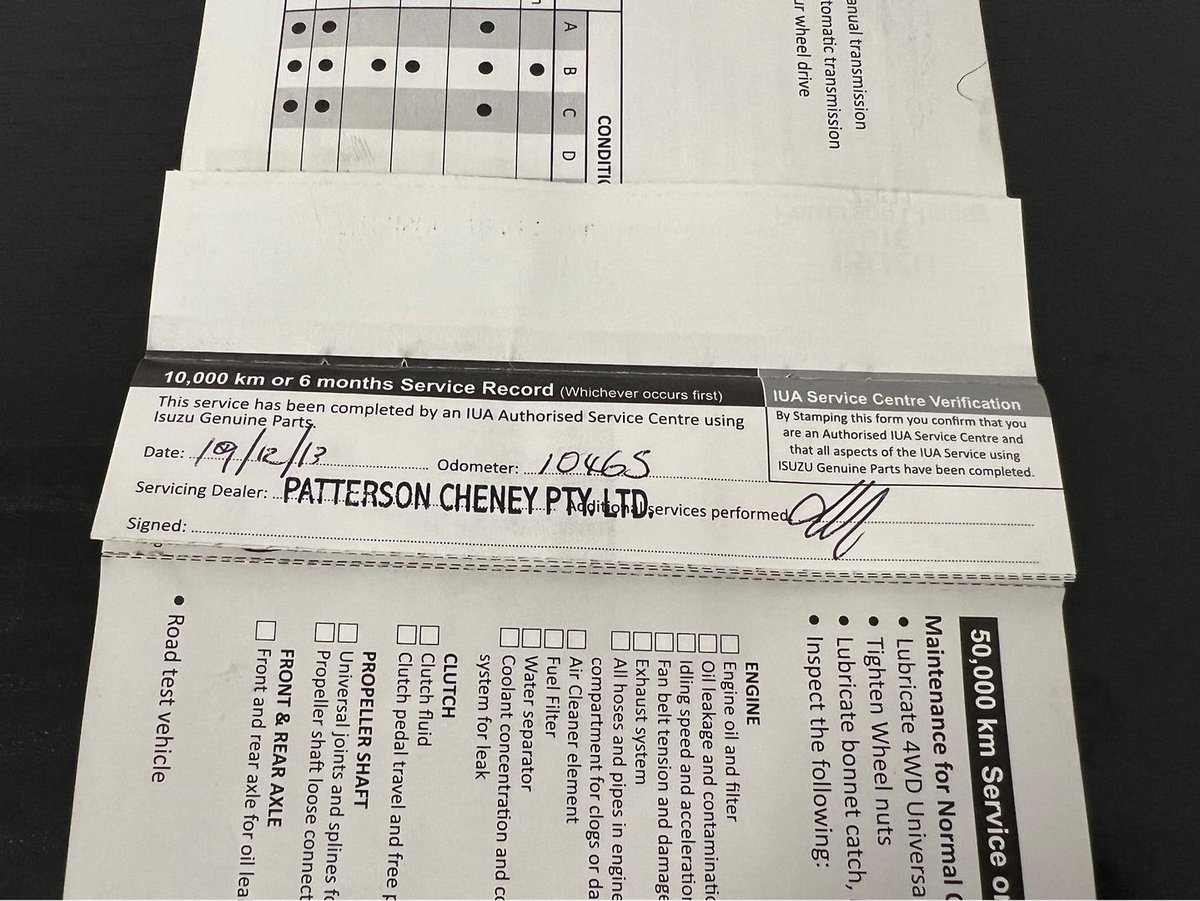 anual transmission
tomatic transmission
ur wheel drive
CONDITI
A
B
C
D
10,000 km or 6 months Service Record (Whichever occurs first)
This service has been completed by an IUA Authorised Service Centre using
Isuzu Genuine Parts.
Date: 19/12/13 Odometer: 10465
Servicing Dealer: PATTERSON CHENEY PTY. LTD. Additional services performed
Signed:
IUA Service Centre Verification
By Stamping this form you confirm that you
are an Authorised IUA Service Centre and
that all aspects of the IUA Service using
ISUZU Genuine Parts have been completed.
50,000 km Service o
Maintenance for Normal
• Lubricate 4WD Universa
• Tighten Wheel nuts
• Lubricate bonnet catch,
• Inspect the following:
ENGINE
Engine oil and filter
Oil leakage and contaminati
Idling speed and acceleration
Fan belt tension and damage
Exhaust system
All hoses and pipes in engine
compartment for clogs or da
Air Cleaner element
Fuel Filter
Water separator
Coolant concentration and c
system for leak
CLUTCH
Clutch fluid
Clutch pedal travel and free p
PROPELLER SHAFT
Universal joints and splines fo
Propeller shaft loose connect
FRONT & REAR AXLE
Front and rear axle for oil lea
• Road test vehicle